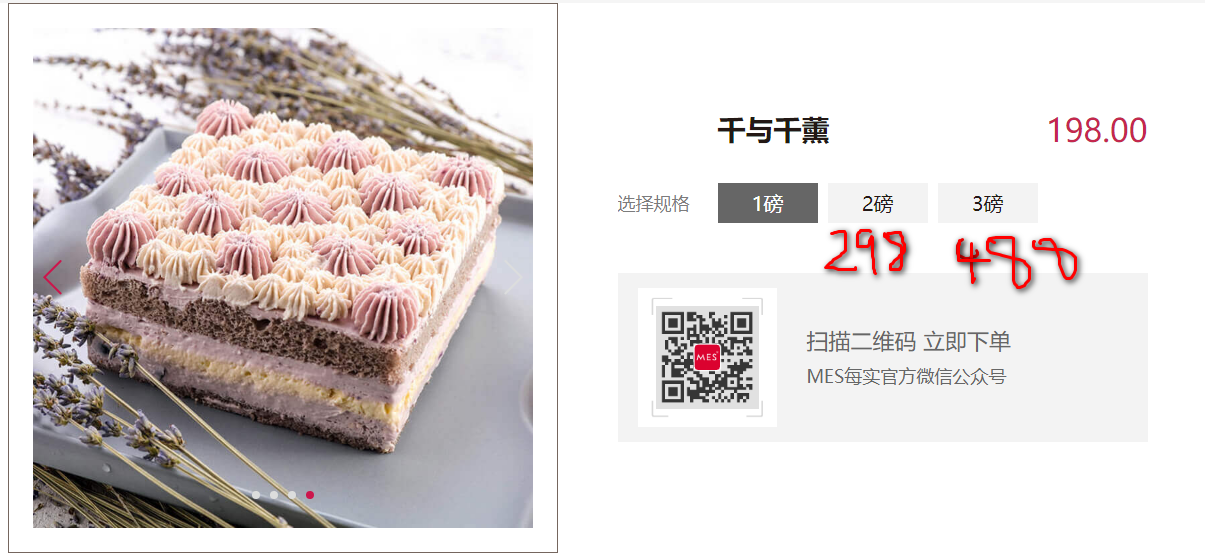 千与千薰
198.00
选择规格 1磅 2磅 3磅
298 488
MES
扫描二维码 立即下单
MES每实官方微信公众号